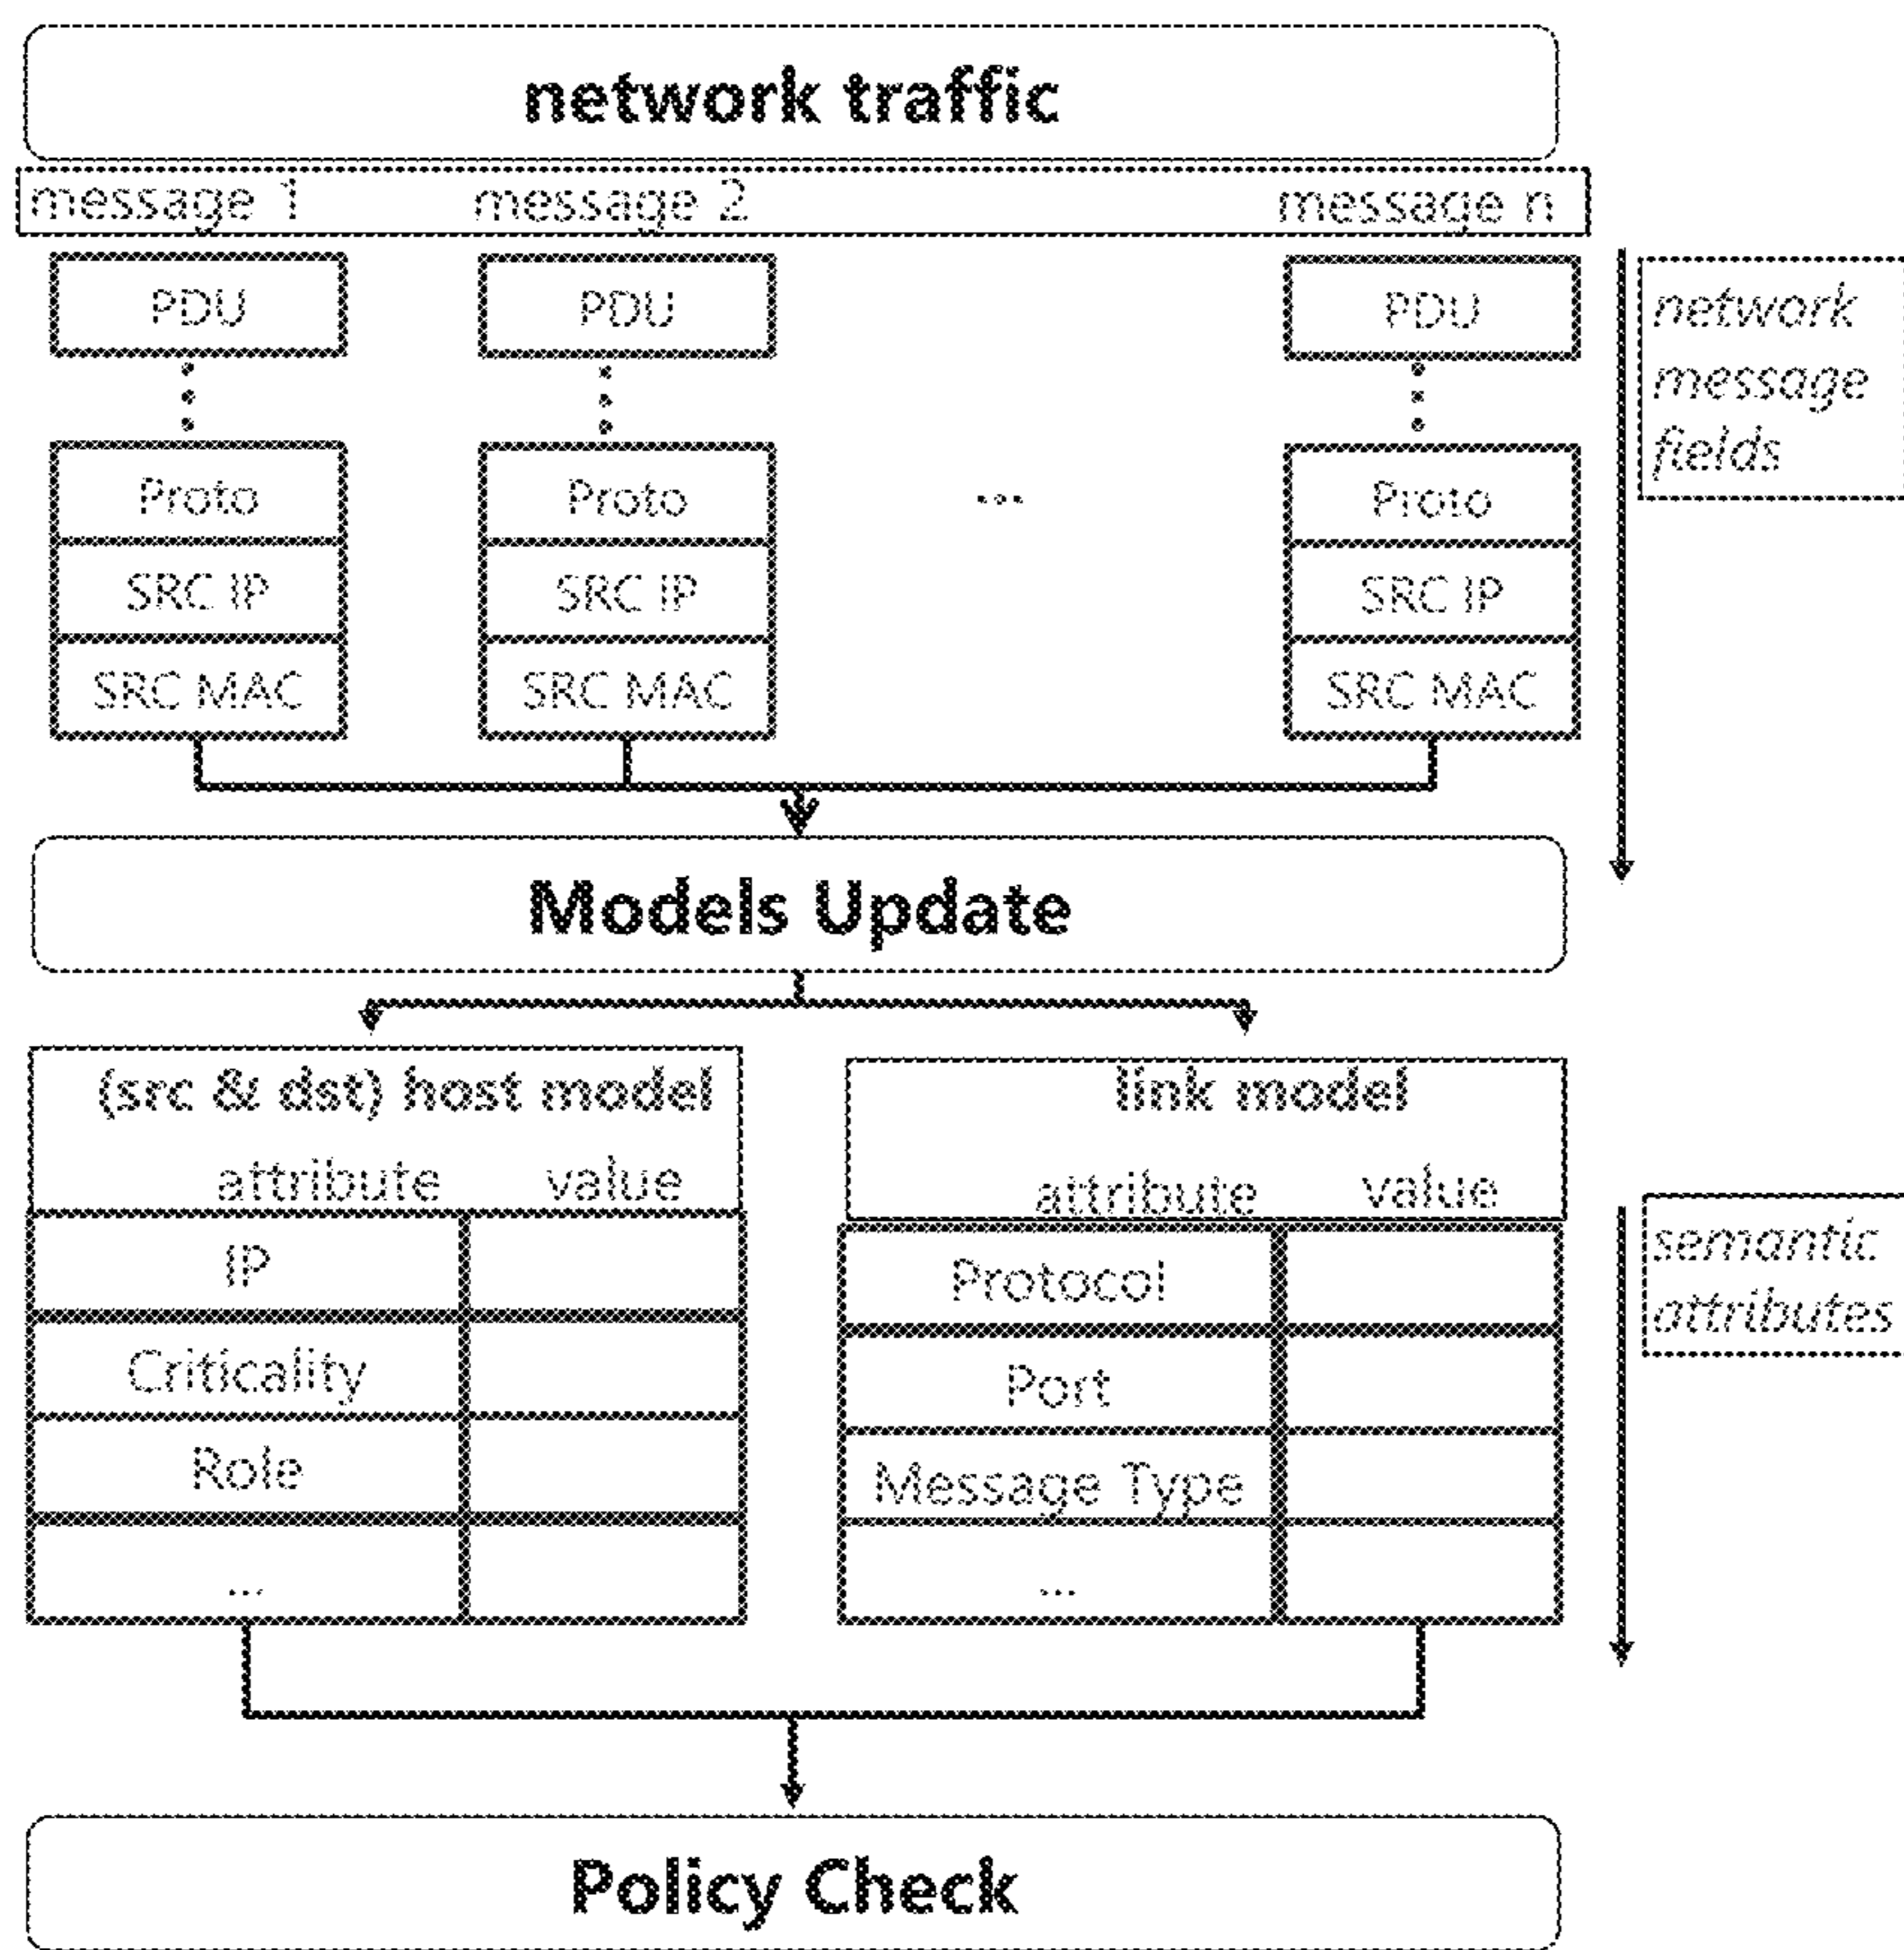 network traffic
message 1 message 2 message n
PDU PDU PDU
network
message
fields
Proto Proto ... Proto
SRC IP SRC IP SRC IP
SRC MAC SRC MAC SRC MAC
Models Update
(src & dst) host model
attribute value
IP
Criticality
Role
...
link model
attribute value
Protocol
Port
Message Type
...
semantic
attributes
Policy Check